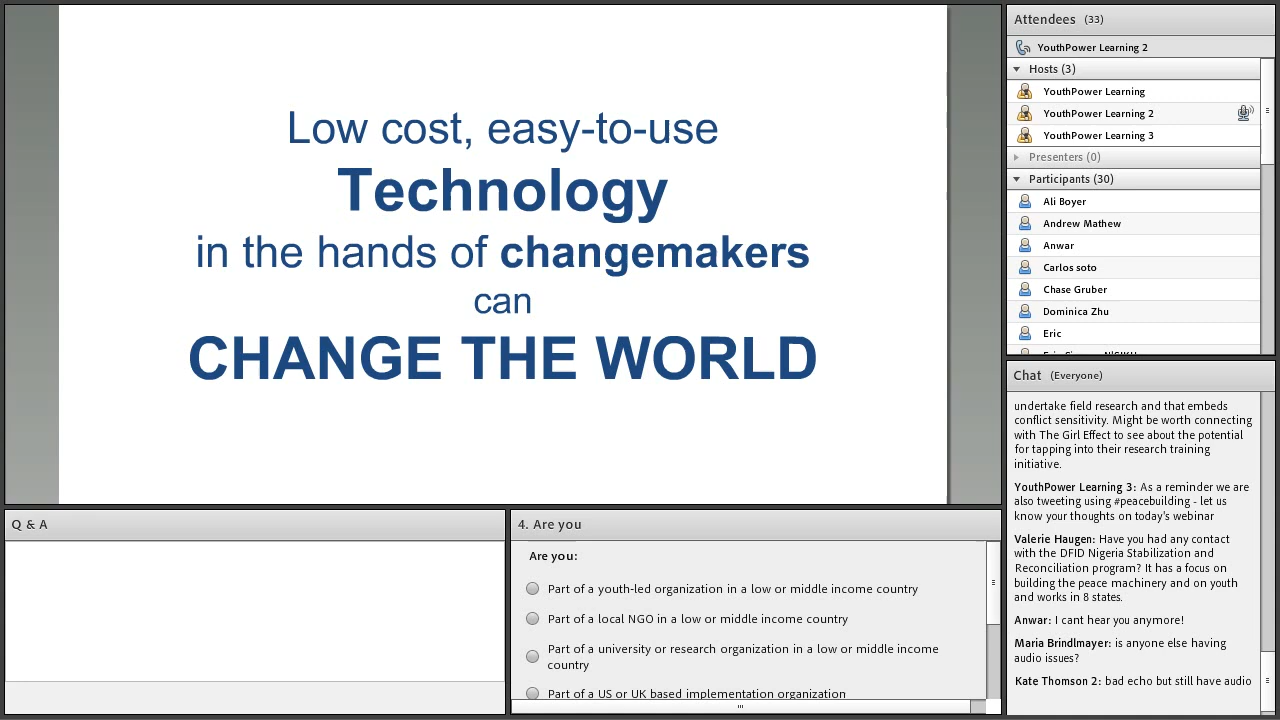 Low cost, easy-to-use
Technology
in the hands of changemakers
can
CHANGE THE WORLD
Attendees (33)
YouthPower Learning 2
Hosts (3)
YouthPower Learning
YouthPower Learning 2
YouthPower Learning 3
Presenters (0)
Participants (30)
Ali Boyer
Andrew Mathew
Anwar
Carlos soto
Chase Gruber
Dominica Zhu
Eric
Chat (Everyone)
undertake field research and that embeds
conflict sensitivity. Might be worth connecting
with The Girl Effect to see about the potential
for tapping into their research training
initiative.
YouthPower Learning 3: As a reminder we are
also tweeting using #peacebuilding - let us
know your thoughts on today's webinar
Valerie Haugen: Have you had any contact
with the DFID Nigeria Stabilization and
Reconciliation program? It has a focus on
building the peace machinery and on youth
and works in 8 states.
Anwar: I cant hear you anymore!
Maria Brindlmayer: is anyone else having
audio issues?
Kate Thomson 2: bad echo but still have audio
Q & A
4. Are you
Are you:
Part of a youth-led organization in a low or middle income country
Part of a local NGO in a low or middle income country
Part of a university or research organization in a low or middle income
country
Part of a US or UK based implementation organization